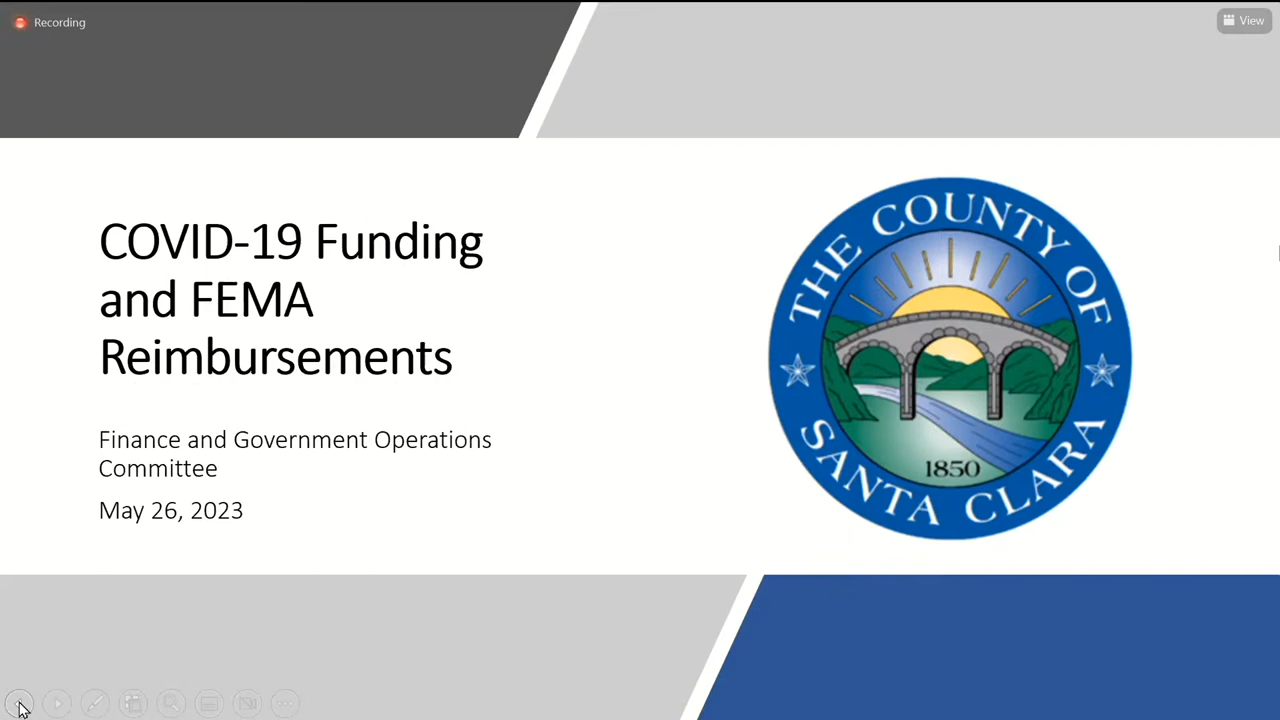 Recording
View
COVID-19 Funding
and FEMA
Reimbursements
Finance and Government Operations
Committee
May 26, 2023
THE COUNTY OF
SANTA CLARA
1850